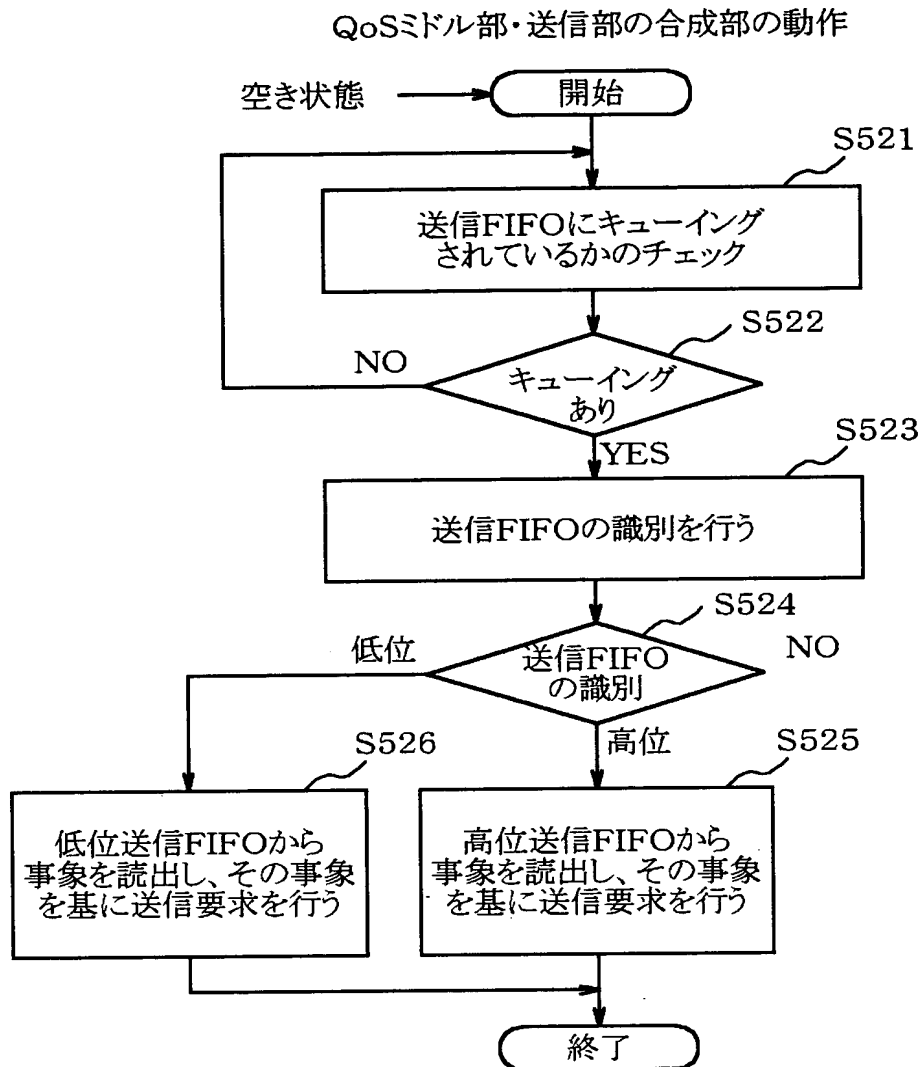 QoSミドル部・送信部の合成部の動作
空き状態
開始
S521
送信FIFOにキューイング
されているかのチェック
S522
NO
キューイング
あり
YES
S523
送信FIFOの識別を行う
S524
低位
送信FIFO
の識別
NO
高位
S526
S525
低位送信FIFOから
事象を読出し、その事象
を基に送信要求を行う
高位送信FIFOから
事象を読出し、その事象
を基に送信要求を行う
終了